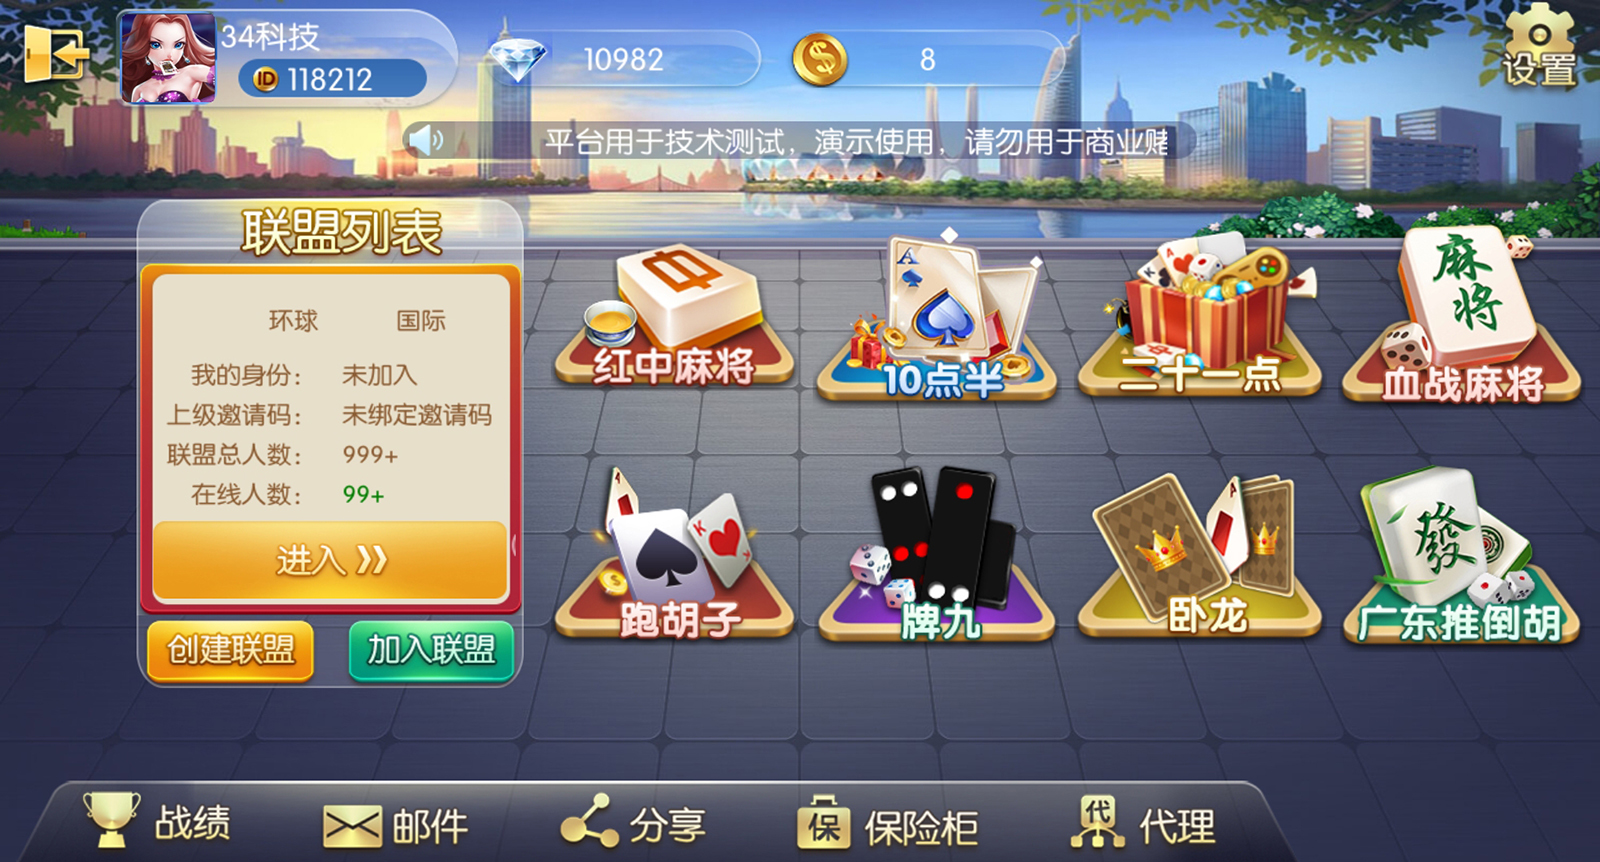 34科技
ID 118212
10982
8
设置
平台用于技术测试，演示使用，请勿用于商业赌
联盟列表
环球 国际
我的身份： 未加入
上级邀请码： 未绑定邀请码
联盟总人数： 999+
在线人数： 99+
进入
创建联盟
加入联盟
中
红中麻将
A
10点半
K
A
中
二十一点
麻将
血战麻将
A
K
跑胡子
牌九
A
卧龙
發
广东推倒胡
战绩
邮件
分享
保
保险柜
代
代理